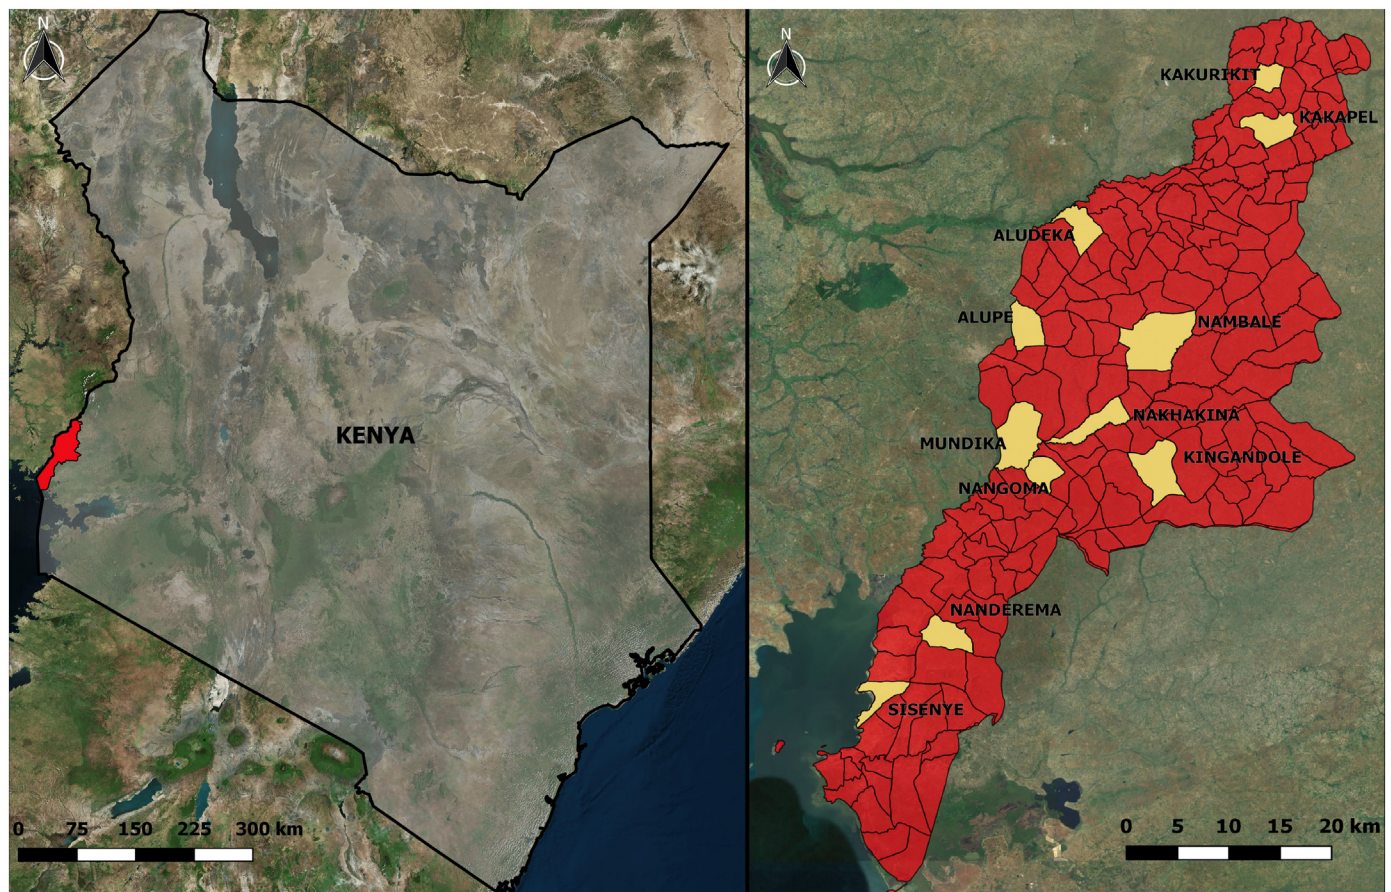 N
KENYA
0 75 150 225 300 km
N
KAKURIKIT
KAKAPEL
ALUDEKA
ALUPE
NAMBALE
NAKHAKINA
MUNDIKA
KINGANDOLE
NANGOMA
NANDEREMA
SISENYE
0 5 10 15 20 km